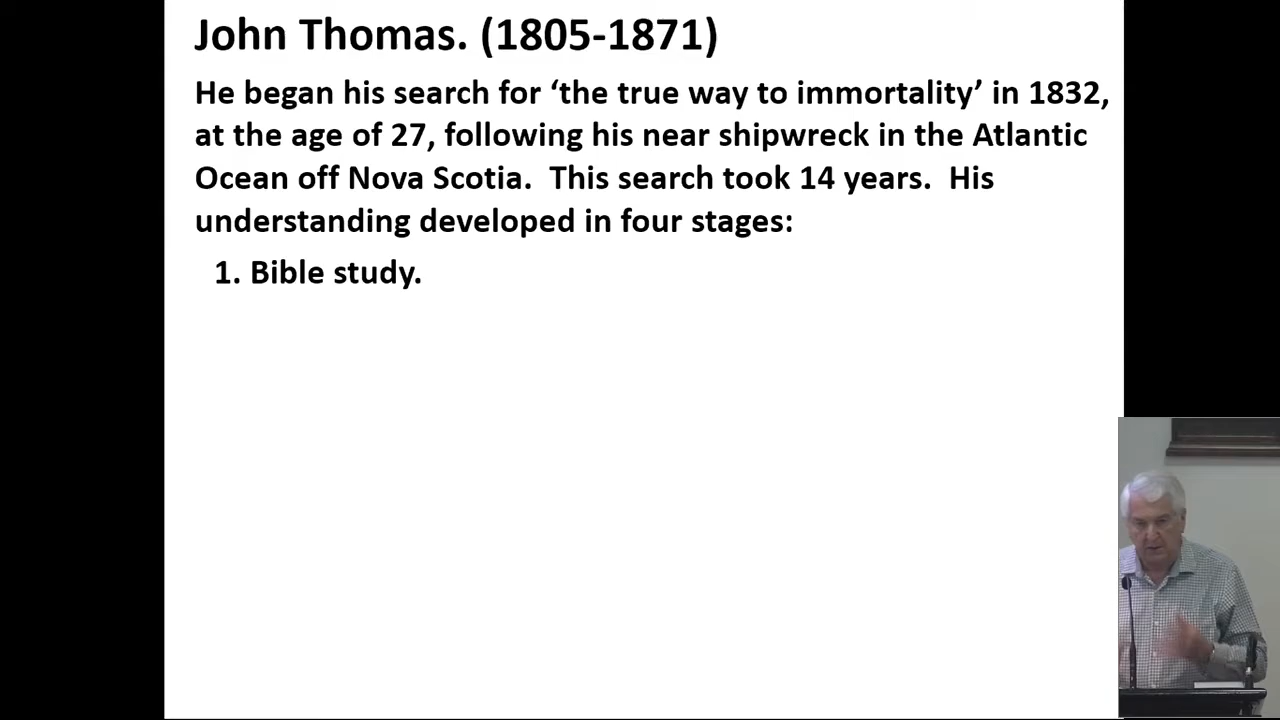 John Thomas. (1805-1871)
He began his search for ‘the true way to immortality’ in 1832,
at the age of 27, following his near shipwreck in the Atlantic
Ocean off Nova Scotia.  This search took 14 years.  His
understanding developed in four stages:
1. Bible study.